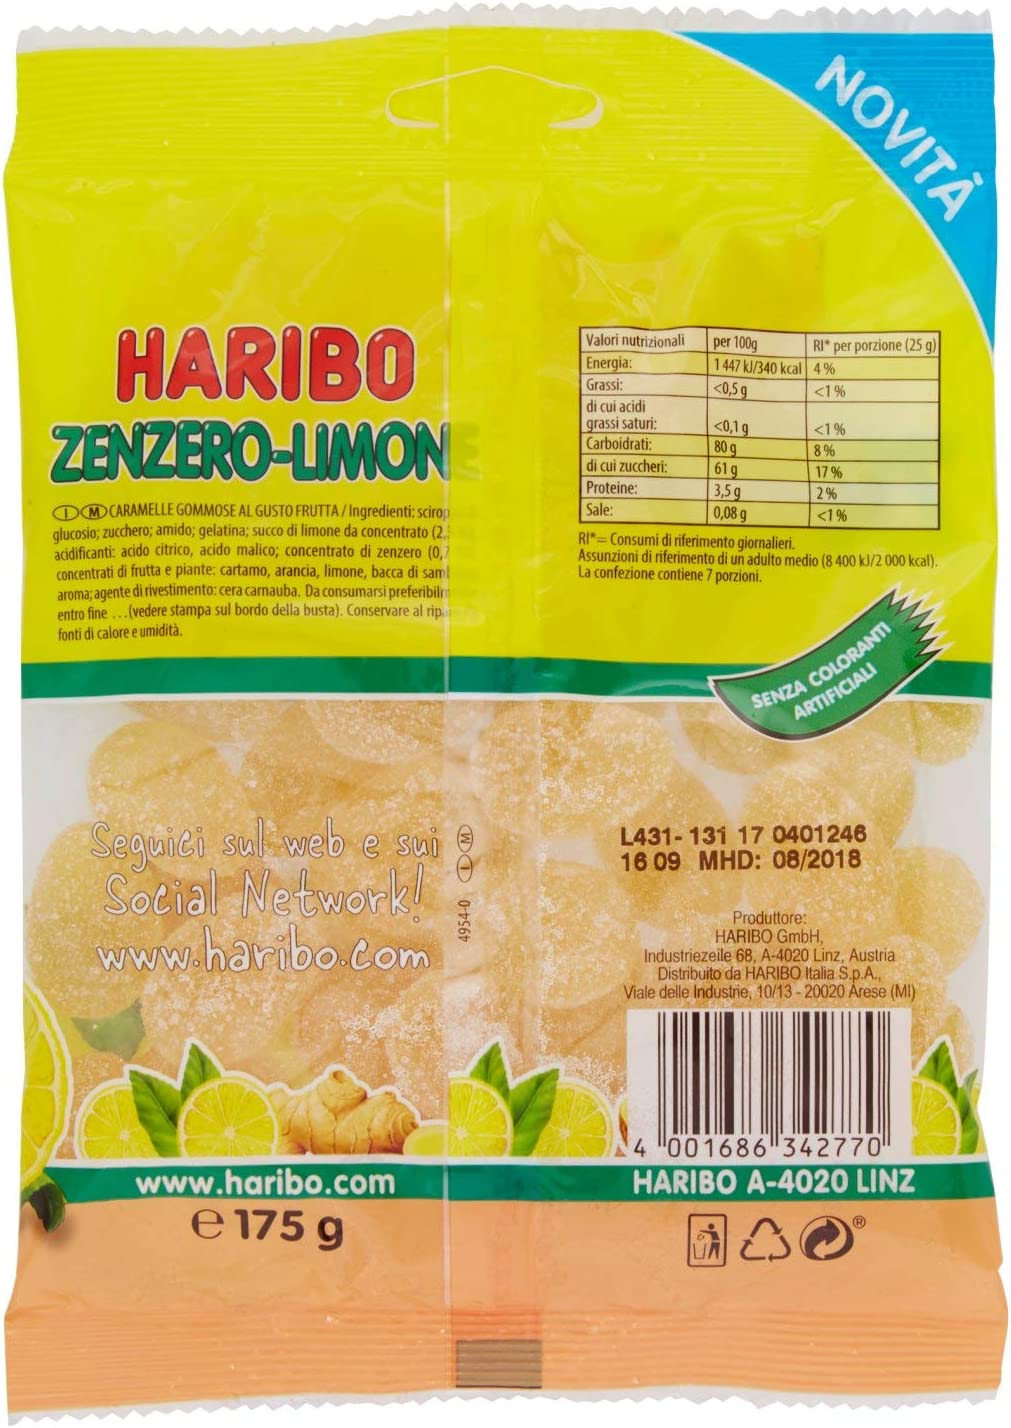 NOVITÀ
HARIBO
ZENZERO-LIMONE
I M CARAMELLE GOMMOSE AL GUSTO FRUTTA / Ingredienti:
glucosio; zucchero; amido; gelatina; succo di limone da concentrato
acidificanti: acido citrico, acido malico; concentrato di zenzero
concentrati di frutta e piante: cartamo, arancia, limone, bacca di
aroma; agente di rivestimento: cera carnauba. Da consumarsi
entro fine ...(vedere stampa sul bordo della busta). Conservare al
fonti di calore e umidità.
Valori nutrizionali per 100g RI* per porzione (25 g)
Energia: 1 447 kJ/340 kcal 4 %
Grassi: <0,5 g <1 %
di cui acidi
grassi saturi: <0,1 g <1 %
Carboidrati: 80 g 8 %
di cui zuccheri: 61 g 17 %
Proteine: 3,5 g 2 %
Sale: 0,08 g <1 %
RI*= Consumi di riferimento giornalieri.
Assunzioni di riferimento di un adulto medio (8 400 kJ/2 000 kcal).
La confezione contiene 7 porzioni.
SENZA COLORANTI
ARTIFICIALI
Seguici sul web e sui
Social Network!
www.haribo.com
4954-0 I M
L431- 131 17 0401246
16 09 MHD: 08/2018
Produttore:
HARIBO GmbH,
Industriezeile 68, A-4020 Linz, Austria
Distribuito da HARIBO Italia S.p.A.,
Viale delle Industrie, 10/13 - 20020 Arese (MI)
4 001686 342770
www.haribo.com
HARIBO A-4020 LINZ
℮ 175 g
®